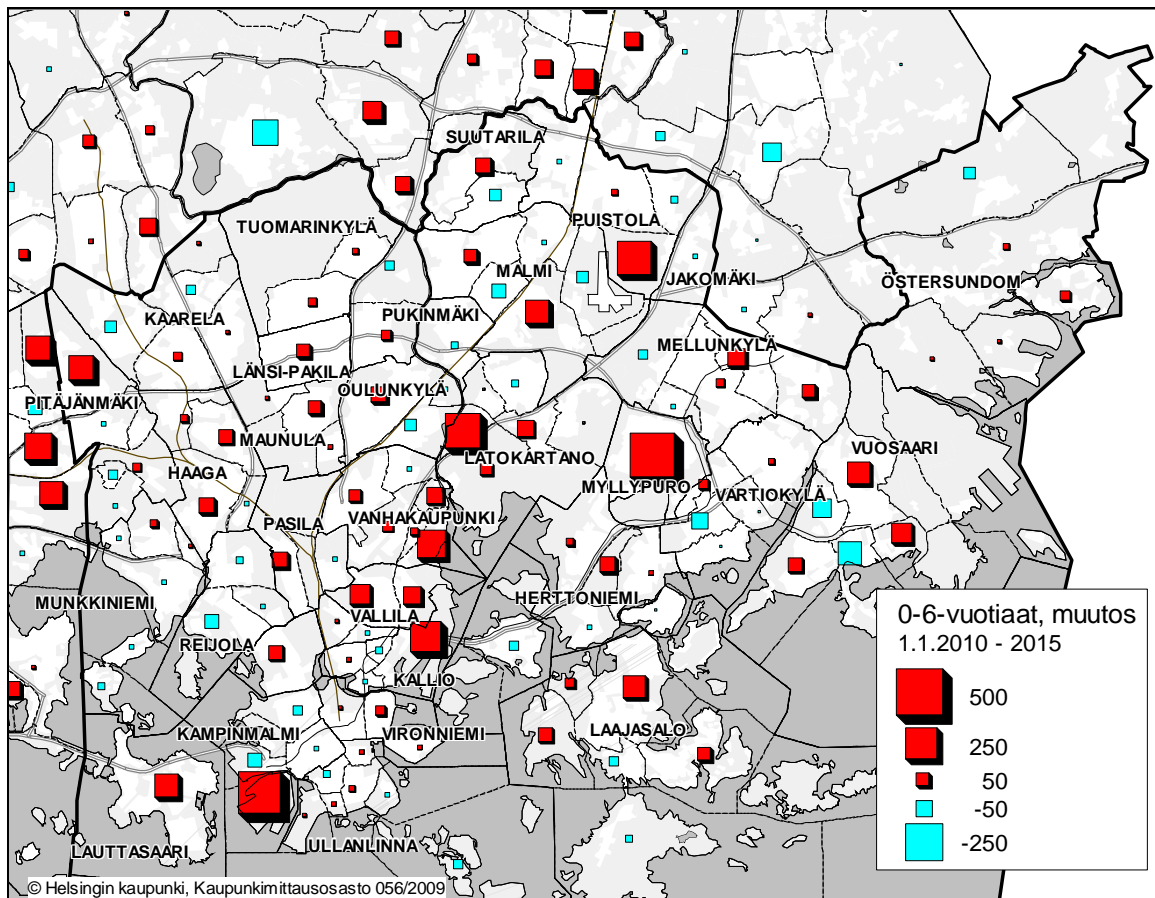 SUUTARILA
TUOMARINKYLÄ
PUISTOLA
MALMI
JAKOMÄKI
ÖSTERSUNDOM
KAARELA
PUKINMÄKI
MELLUNKYLÄ
LÄNSI-PAKILA
OULUNKYLÄ
PITÄJÄNMÄKI
MAUNULA
HAAGA
LATOKARTANO
VUOSAARI
MYLLYPURO
VARTIOKYLÄ
PASILA
VANHAKAUPUNKI
MUNKKINIEMI
HERTTONIEMI
VALLILA
REIJOLA
KALLIO
KAMPINMALMI
VIRONNIEMI
LAAJASALO
LAUTTASAARI
ULLANLINNA
0-6-vuotiaat, muutos
1.1.2010 - 2015
500
250
50
-50
-250
© Helsingin kaupunki, Kaupunkimittausosasto 056/2009